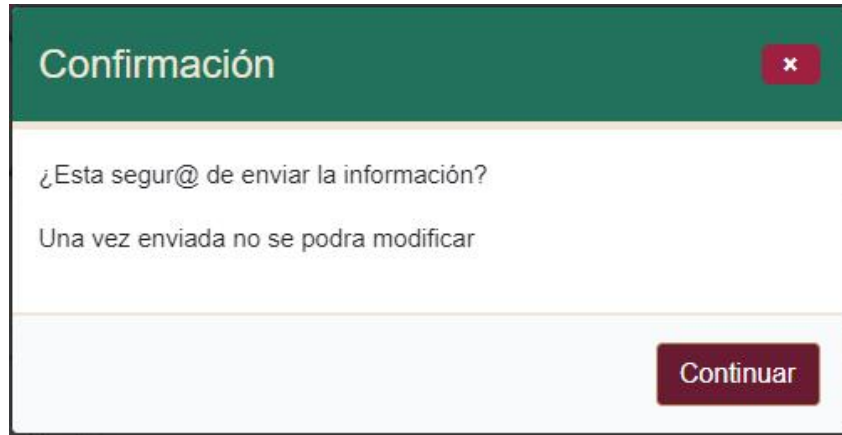 Confirmación
¿Esta segur@ de enviar la información?
Una vez enviada no se podra modificar
Continuar